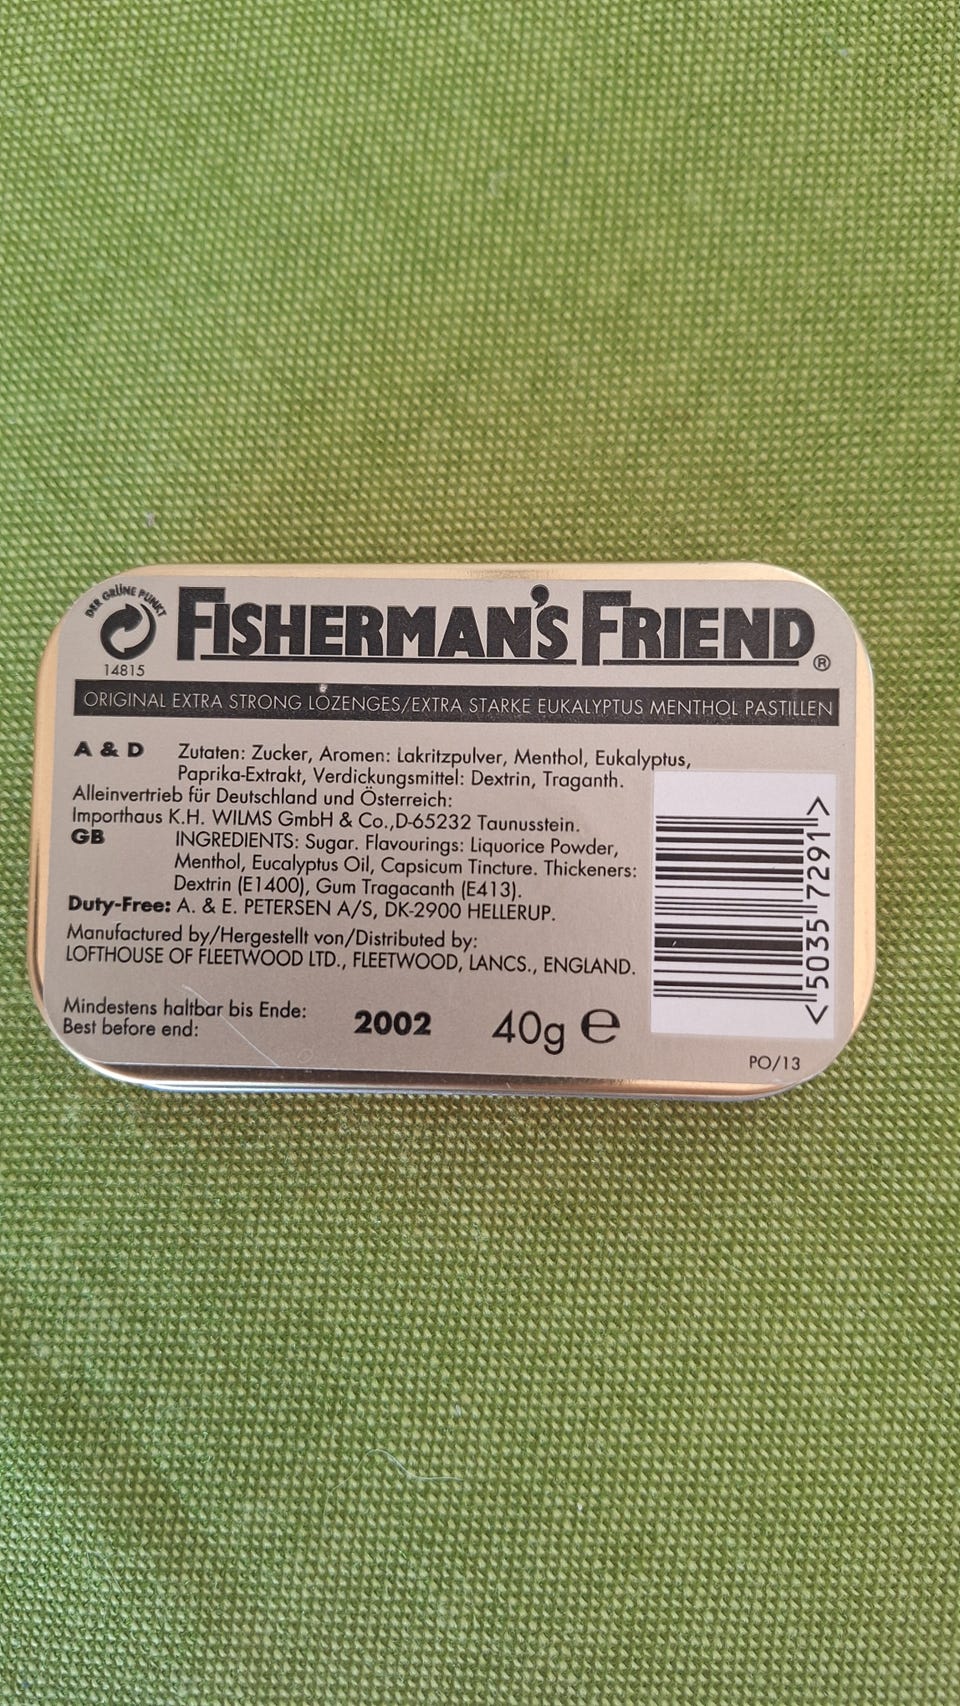 DER GRÜNE PUNKT
14815
FISHERMAN'S FRIEND®
ORIGINAL EXTRA STRONG LOZENGES/EXTRA STARKE EUKALYPTUS MENTHOL PASTILLEN
A & D Zutaten: Zucker, Aromen: Lakritzpulver, Menthol, Eukalyptus,
Paprika-Extrakt, Verdickungsmittel: Dextrin, Traganth.
Alleinvertrieb für Deutschland und Österreich:
Importhaus K.H. WILMS GmbH & Co.,D-65232 Taunusstein.
GB INGREDIENTS: Sugar. Flavourings: Liquorice Powder,
Menthol, Eucalyptus Oil, Capsicum Tincture. Thickeners:
Dextrin (E1400), Gum Tragacanth (E413).
Duty-Free: A. & E. PETERSEN A/S, DK-2900 HELLERUP.
Manufactured by/Hergestellt von/Distributed by:
LOFTHOUSE OF FLEETWOOD LTD., FLEETWOOD, LANCS., ENGLAND.
Mindestens haltbar bis Ende:
Best before end:
2002
40g e
<"5035"7291">
PO/13